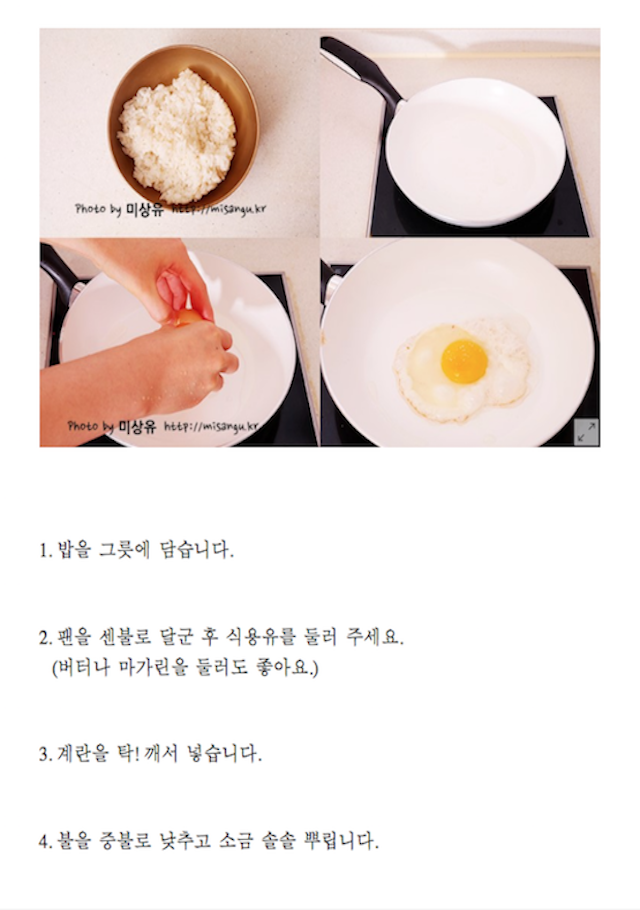 Photo by 미상유 http://misangu.kr
Photo by 미상유 http://misangu.kr
1. 밥을 그릇에 담습니다.
2. 팬을 센불로 달군 후 식용유를 둘러 주세요.
(버터나 마가린을 둘러도 좋아요.)
3. 계란을 탁! 깨서 넣습니다.
4. 불을 중불로 낮추고 소금 솔솔 뿌립니다.